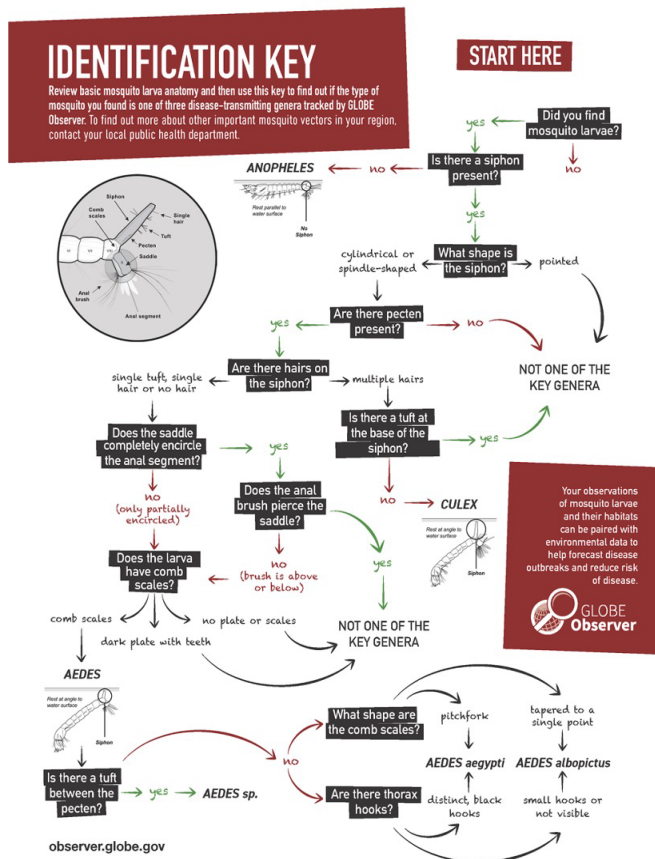 IDENTIFICATION KEY
Review basic mosquito larva anatomy and then use this key to find out if the type of
mosquito you found is one of three disease-transmitting genera tracked by GLOBE
Observer. To find out more about other important mosquito vectors in your region,
contact your local public health department.
START HERE
Did you find
mosquito larvae?
yes
no
Is there a siphon
present?
no
ANOPHELES
Rest parallel to
water surface
No
Siphon
yes
What shape is
the siphon?
cylindrical or
spindle-shaped
pointed
Siphon
Comb
scales
Single
hair
Tuft
Pecten
Saddle
Anal
brush
Anal segment
Are there pecten
present?
yes
no
NOT ONE OF THE
KEY GENERA
Are there hairs on
the siphon?
single tuft, single
hair or no hair
multiple hairs
Is there a tuft at
the base of the
siphon?
yes
no
CULEX
Rest at angle to
water surface
Siphon
Does the saddle
completely encircle
the anal segment?
yes
no
(only partially
encircled)
Does the anal
brush pierce the
saddle?
yes
no
(brush is above
or below)
NOT ONE OF THE
KEY GENERA
Does the larva
have comb
scales?
comb scales
dark plate with teeth
no plate or scales
AEDES
Rest at angle to
water surface
Siphon
Is there a tuft
between the
pecten?
yes
AEDES sp.
no
What shape are
the comb scales?
pitchfork
tapered to a
single point
AEDES aegypti
AEDES albopictus
Are there thorax
hooks?
distinct, black
hooks
small hooks or
not visible
Your observations
of mosquito larvae
and their habitats
can be paired with
environmental data to
help forecast disease
outbreaks and reduce risk
of disease.
GLOBE
Observer
observer.globe.gov